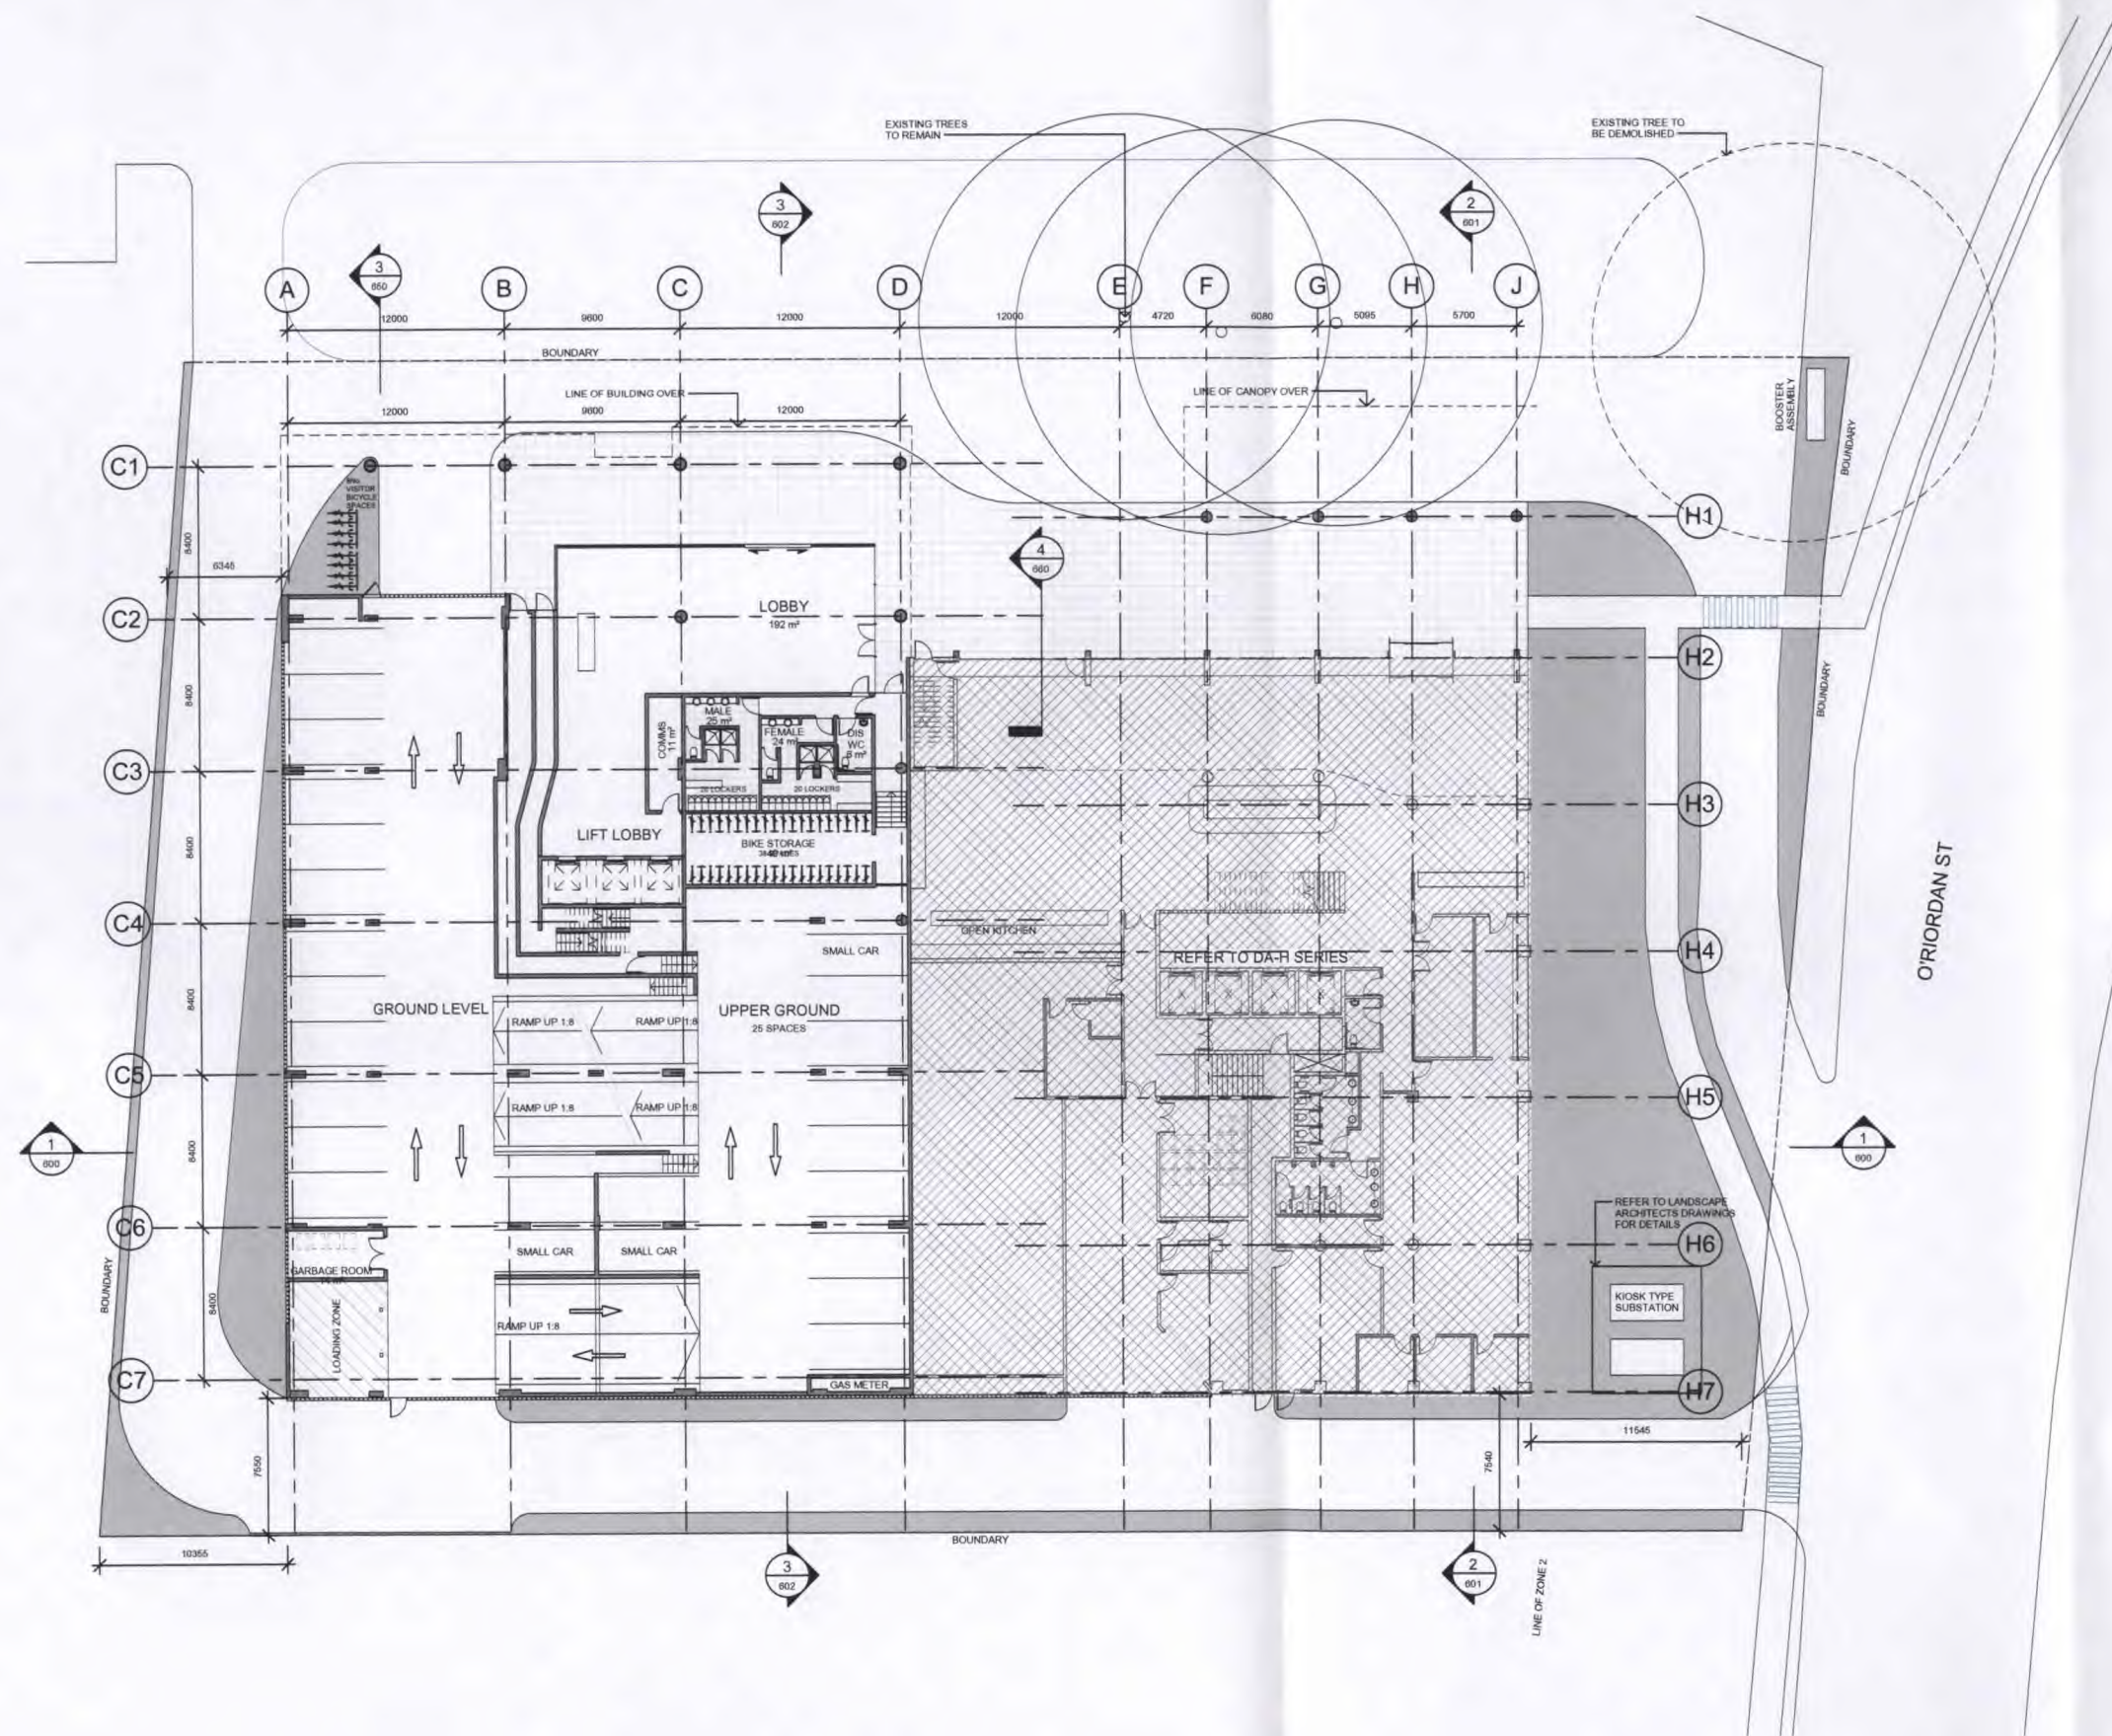 EXISTING TREES
TO REMAIN
EXISTING TREE TO
BE DEMOLISHED
3
602
2
601
3
650
A
B
C
D
E
F
G
H
J
12000
9600
12000
12000
4720
6080
5095
5700
BOUNDARY
LINE OF BUILDING OVER
LINE OF CANOPY OVER
12000
9600
12000
BOOSTER
ASSEMBLY
BOUNDARY
C1
VISITOR
BICYCLE
SPACES
H1
8400
6345
4
660
C2
LOBBY
192 m²
H2
BOUNDARY
8400
MALE
25 m²
FEMALE
24 m²
DIS
WC
COMMS
11 m²
C3
20 LOCKERS
20 LOCKERS
H3
8400
LIFT LOBBY
BIKE STORAGE
C4
OPEN KITCHEN
SMALL CAR
H4
REFER TO DA-H SERIES
O'RIORDAN ST
8400
GROUND LEVEL
UPPER GROUND
25 SPACES
RAMP UP 1:8
RAMP UP 1:8
C5
RAMP UP 1:8
RAMP UP 1:8
H5
1
600
8400
1
600
C6
REFER TO LANDSCAPE
ARCHITECTS DRAWINGS
FOR DETAILS
SMALL CAR
SMALL CAR
H6
GARBAGE ROOM
BOUNDARY
8400
LOADING ZONE
RAMP UP 1:8
KIOSK TYPE
SUBSTATION
C7
GAS METER
H7
7550
7540
11545
BOUNDARY
10355
3
602
2
601
LINE OF ZONE 2